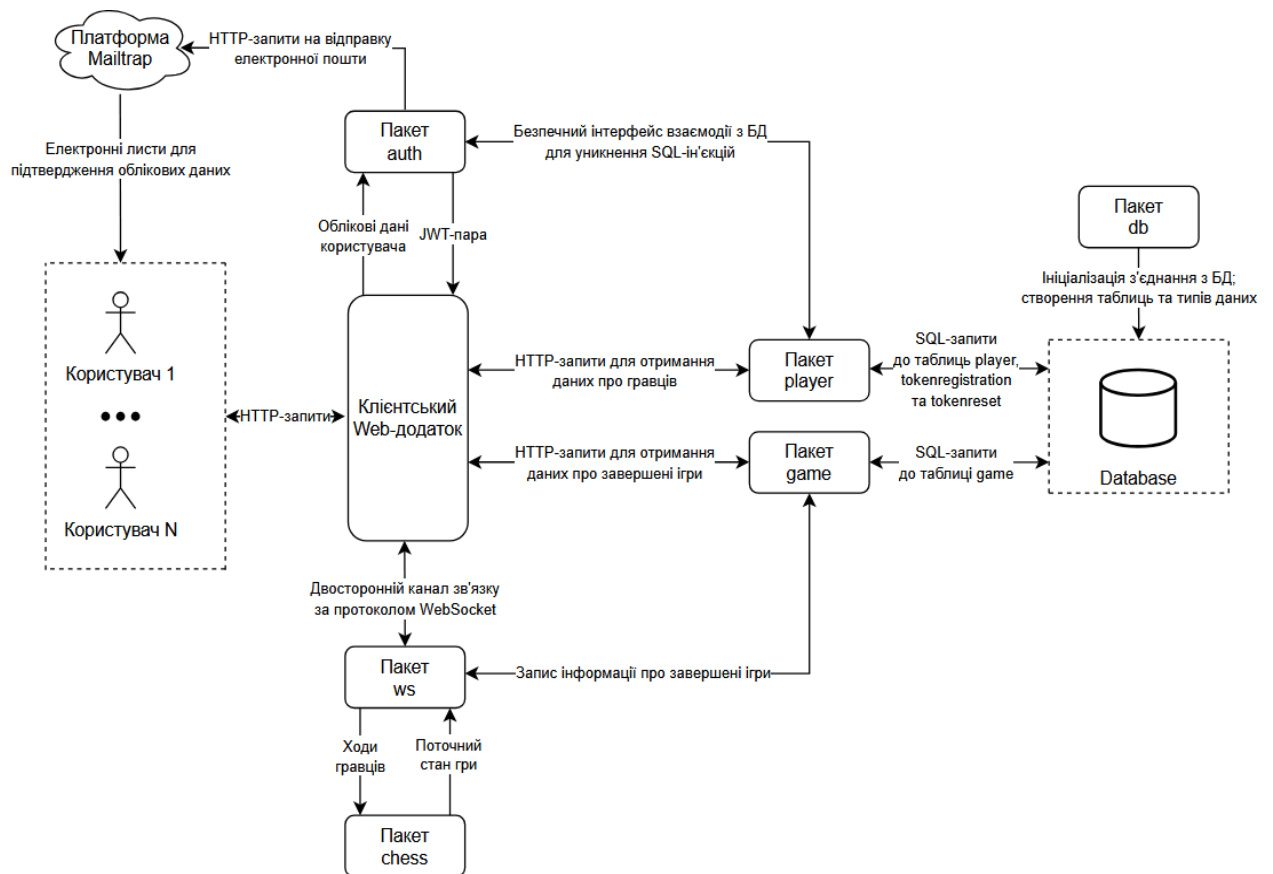 Платформа
Mailtrap
HTTP-запити на відправку
електронної пошти
Пакет
auth
Безпечний інтерфейс взаємодії з БД
для уникнення SQL-ін'єкцій
Електронні листи для
підтвердження облікових даних
Облікові дані
користувача
JWT-пара
Пакет
db
Ініціалізація з'єднання з БД;
створення таблиць та типів даних
Користувач 1
Користувач N
HTTP-запити
Клієнтський
Web-додаток
HTTP-запити для отримання
даних про гравців
Пакет
player
SQL-запити
до таблиць player,
tokenregistration
та tokenreset
HTTP-запити для отримання
даних про завершені ігри
Пакет
game
SQL-запити
до таблиці game
Database
Двосторонній канал зв'язку
за протоколом WebSocket
Пакет
ws
Запис інформації про завершені ігри
Ходи
гравців
Поточний
стан гри
Пакет
chess